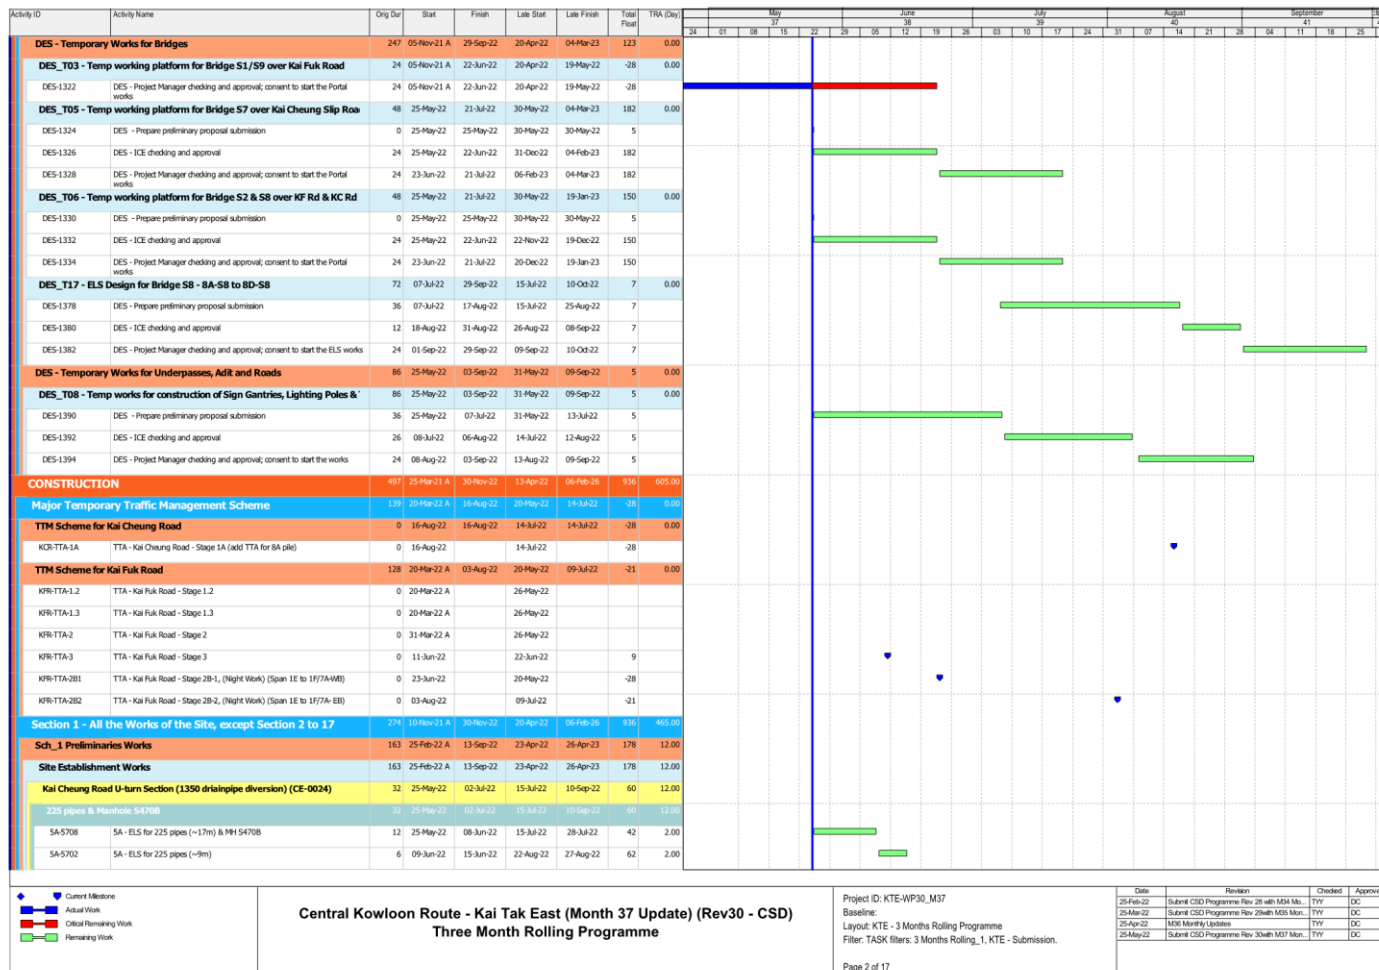 Activity ID Activity Name Orig Dur Start Finish Late Start Late Finish Total Float TRA (Day) May June July August September
37 38 39 40 41
24 01 08 15 22 29 05 12 19 26 03 10 17 24 31 07 14 21 28 04 11 18 25
DES - Temporary Works for Bridges 247 05-Nov-21 A 29-Sep-22 20-Apr-22 04-Mar-23 123 0.00
DES_T03 - Temp working platform for Bridge S1/S9 over Kai Fuk Road 24 05-Nov-21 A 22-Jun-22 20-Apr-22 19-May-22 -28 0.00
DES-1322 DES - Project Manager checking and approval; consent to start the Portal works 24 05-Nov-21 A 22-Jun-22 20-Apr-22 19-May-22 -28
DES_T05 - Temp working platform for Bridge S7 over Kai Cheung Slip Roa 48 25-May-22 21-Jul-22 30-May-22 04-Mar-23 182 0.00
DES-1324 DES - Prepare preliminary proposal submission 0 25-May-22 25-May-22 30-May-22 30-May-22 5
DES-1326 DES - ICE checking and approval 24 25-May-22 22-Jun-22 31-Dec-22 04-Feb-23 182
DES-1328 DES - Project Manager checking and approval; consent to start the Portal works 24 23-Jun-22 21-Jul-22 06-Feb-23 04-Mar-23 182
DES_T06 - Temp working platform for Bridge S2 & S8 over KF Rd & KC Rd 48 25-May-22 21-Jul-22 30-May-22 19-Jan-23 150 0.00
DES-1330 DES - Prepare preliminary proposal submission 0 25-May-22 25-May-22 30-May-22 30-May-22 5
DES-1332 DES - ICE checking and approval 24 25-May-22 22-Jun-22 22-Nov-22 19-Dec-22 150
DES-1334 DES - Project Manager checking and approval; consent to start the Portal works 24 23-Jun-22 21-Jul-22 20-Dec-22 19-Jan-23 150
DES_T17 - ELS Design for Bridge S8 - 8A-S8 to 8D-S8 72 07-Jul-22 29-Sep-22 15-Jul-22 10-Oct-22 7 0.00
DES-1378 DES - Prepare preliminary proposal submission 36 07-Jul-22 17-Aug-22 15-Jul-22 25-Aug-22 7
DES-1380 DES - ICE checking and approval 12 18-Aug-22 31-Aug-22 26-Aug-22 08-Sep-22 7
DES-1382 DES - Project Manager checking and approval; consent to start the ELS works 24 01-Sep-22 29-Sep-22 09-Sep-22 10-Oct-22 7
DES - Temporary Works for Underpasses, Adit and Roads 86 25-May-22 03-Sep-22 31-May-22 09-Sep-22 5 0.00
DES_T08 - Temp works for construction of Sign Gantries, Lighting Poles & 86 25-May-22 03-Sep-22 31-May-22 09-Sep-22 5 0.00
DES-1390 DES - Prepare preliminary proposal submission 36 25-May-22 07-Jul-22 31-May-22 13-Jul-22 5
DES-1392 DES - ICE checking and approval 26 08-Jul-22 06-Aug-22 14-Jul-22 12-Aug-22 5
DES-1394 DES - Project Manager checking and approval; consent to start the works 24 08-Aug-22 03-Sep-22 13-Aug-22 09-Sep-22 5
CONSTRUCTION 497 25-Mar-21 A 30-Nov-22 13-Apr-22 06-Feb-26 936 605.00
Major Temporary Traffic Management Scheme 139 20-Mar-22 A 16-Aug-22 20-May-22 14-Jul-22 -28 0.00
TTM Scheme for Kai Cheung Road 0 16-Aug-22 16-Aug-22 14-Jul-22 14-Jul-22 -28 0.00
KCR-TTA-1A TTA - Kai Cheung Road - Stage 1A (add TTA for 8A pile) 0 16-Aug-22 14-Jul-22 -28
TTM Scheme for Kai Fuk Road 128 20-Mar-22 A 03-Aug-22 20-May-22 09-Jul-22 -21 0.00
KFR-TTA-1.2 TTA - Kai Fuk Road - Stage 1.2 0 20-Mar-22 A 26-May-22
KFR-TTA-1.3 TTA - Kai Fuk Road - Stage 1.3 0 20-Mar-22 A 26-May-22
KFR-TTA-2 TTA - Kai Fuk Road - Stage 2 0 31-Mar-22 A 26-May-22
KFR-TTA-3 TTA - Kai Fuk Road - Stage 3 0 11-Jun-22 22-Jun-22 9
KFR-TTA-2B1 TTA - Kai Fuk Road - Stage 2B-1, (Night Work) (Span 1E to 1F/7A-WB) 0 23-Jun-22 20-May-22 -28
KFR-TTA-2B2 TTA - Kai Fuk Road - Stage 2B-2, (Night Work) (Span 1E to 1F/7A- EB) 0 03-Aug-22 09-Jul-22 -21
Section 1 - All the Works of the Site, except Section 2 to 17 274 10-Nov-21 A 30-Nov-22 20-Apr-22 06-Feb-26 936 465.00
Sch_1 Preliminaries Works 163 25-Feb-22 A 13-Sep-22 23-Apr-22 26-Apr-23 178 12.00
Site Establishment Works 163 25-Feb-22 A 13-Sep-22 23-Apr-22 26-Apr-23 178 12.00
Kai Cheung Road U-turn Section (1350 driainpipe diversion) (CE-0024) 32 25-May-22 02-Jul-22 15-Jul-22 10-Sep-22 60 12.00
225 pipes & Manhole S470B 32 25-May-22 02-Jul-22 15-Jul-22 10-Sep-22 60 12.00
5A-5708 5A - ELS for 225 pipes (~17m) & MH S470B 12 25-May-22 08-Jun-22 15-Jul-22 28-Jul-22 42 2.00
5A-5702 5A - ELS for 225 pipes (~9m) 6 09-Jun-22 15-Jun-22 22-Aug-22 27-Aug-22 62 2.00
Current Milestone
Actual Work
Critical Remaining Work
Remaining Work
Central Kowloon Route - Kai Tak East (Month 37 Update) (Rev30 - CSD)
Three Month Rolling Programme
Project ID: KTE-WP30_M37
Baseline:
Layout: KTE - 3 Months Rolling Programme
Filter: TASK filters: 3 Months Rolling_1, KTE - Submission.
Page 2 of 17
Date Revision Checked Approve
25-Feb-22 Submit CSD Programme Rev 28 with M34 Mo... TYY DC
25-Mar-22 Submit CSD Programme Rev 29with M35 Mon... TYY DC
25-Apr-22 M36 Monthly Updates TYY DC
25-May-22 Submit CSD Programme Rev 30with M37 Mon... TYY DC